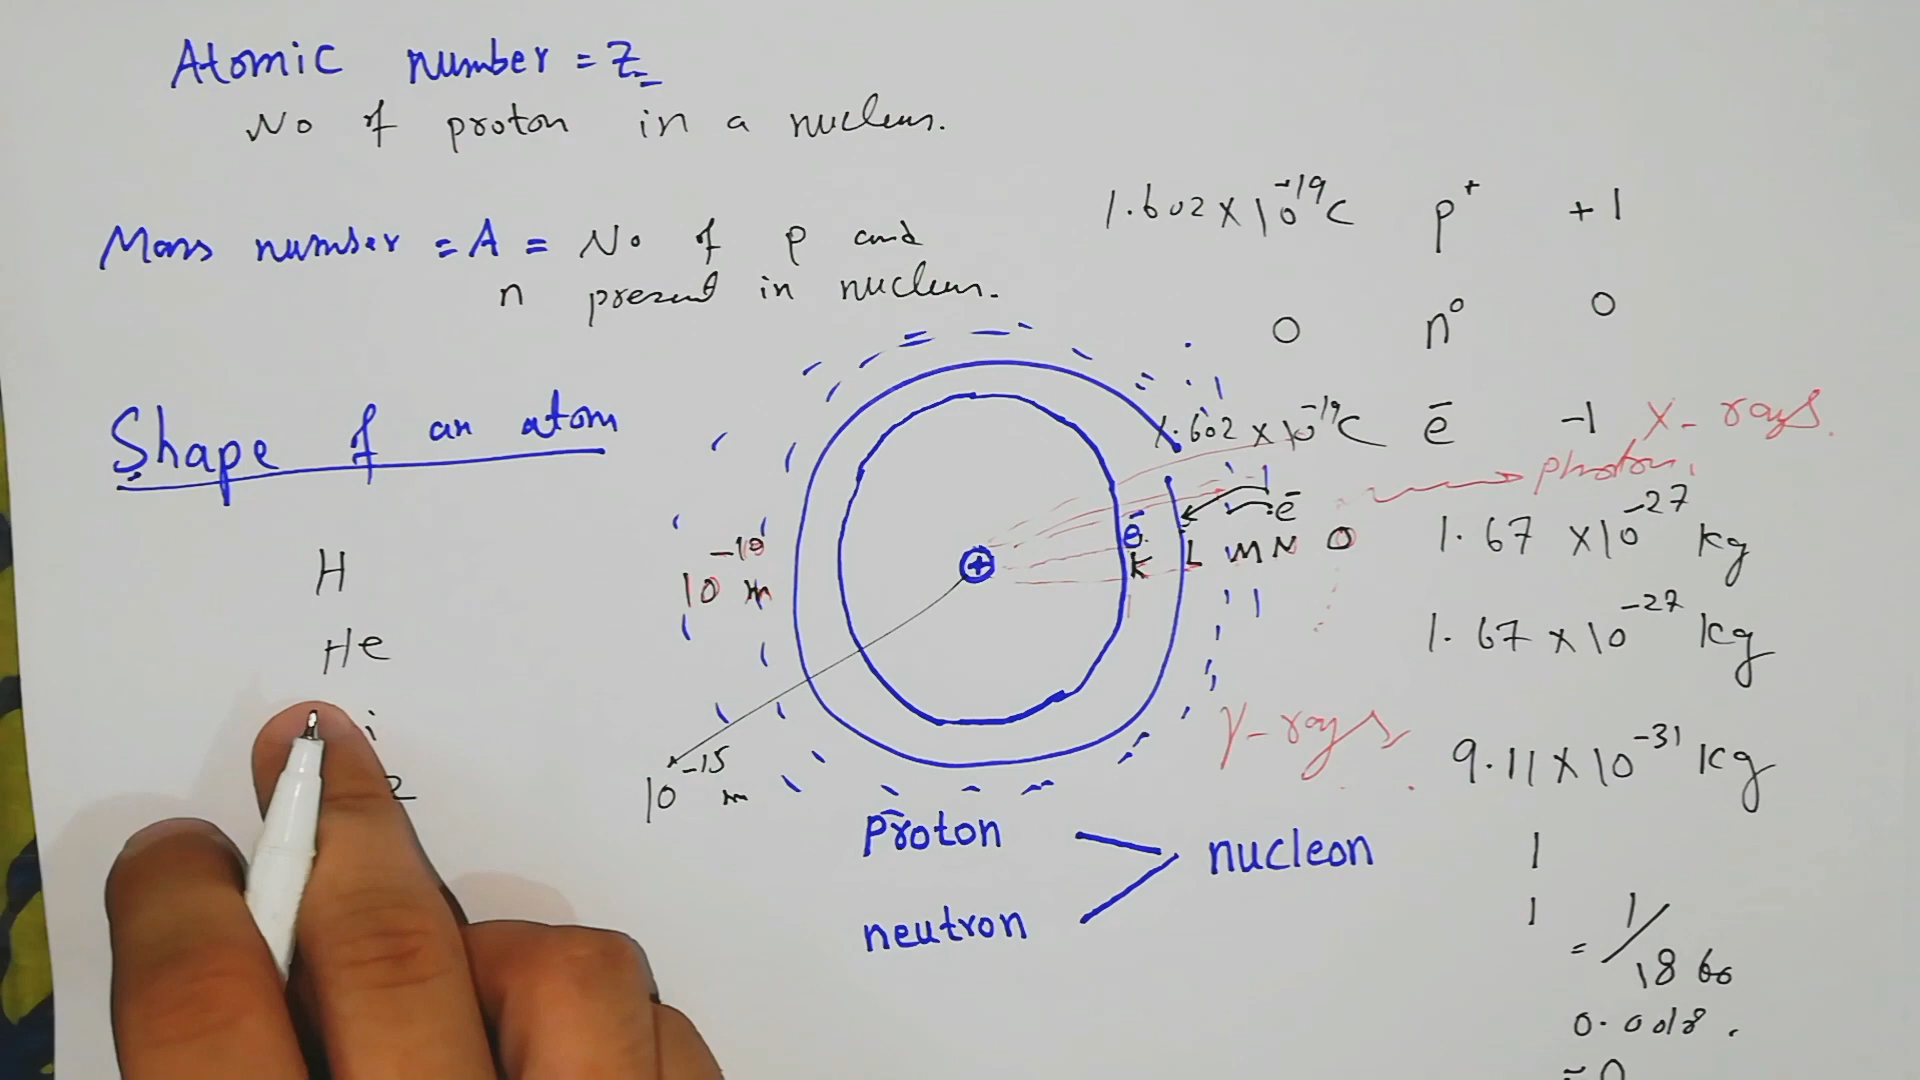 Atomic number = Z
No of proton in a nucleus.
Mass number = A = No of p and
n present in nucleus.
1.602 x 10^-19 C p^+ +1
0 n^0 0
1.602 x 10^-19 C e^- -1 X-rays.
photon.
Shape of an atom
10^-10 m
e^-
e^-
K L M N O
1.67 x 10^-27 kg
H
1.67 x 10^-27 kg
He
γ-rays
9.11 x 10^-31 kg
i
2
10^-15 m
proton
neutron
nucleon
1
1
= 1/1860
0.0018.